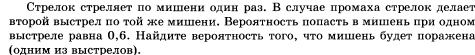 Стрелок стреляет по мишени один раз. В случае промаха стрелок делает
второй выстрел по той же мишени. Вероятность попасть в мишень при одном
выстреле равна 0,6. Найдите вероятность того, что мишень будет поражена
(одним из выстрелов).